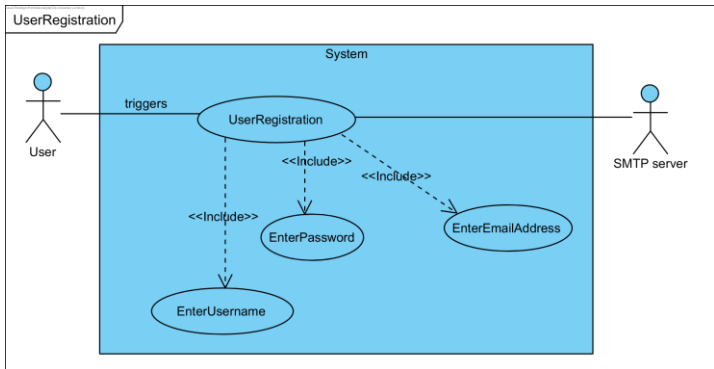 UserRegistration
System
triggers
UserRegistration
User
SMTP server
<<Include>>
<<Include>>
<<Include>>
EnterPassword
EnterEmailAddress
EnterUsername